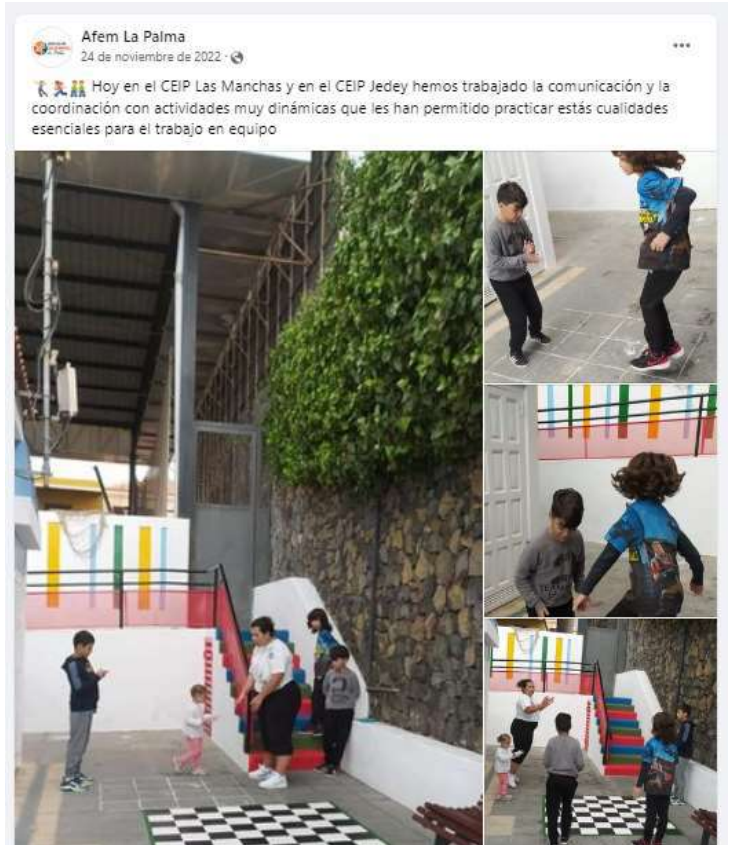 Afem La Palma
24 de noviembre de 2022 ·
Hoy en el CEIP Las Manchas y en el CEIP Jedey hemos trabajado la comunicación y la
coordinación con actividades muy dinámicas que les han permitido practicar estás cualidades
esenciales para el trabajo en equipo